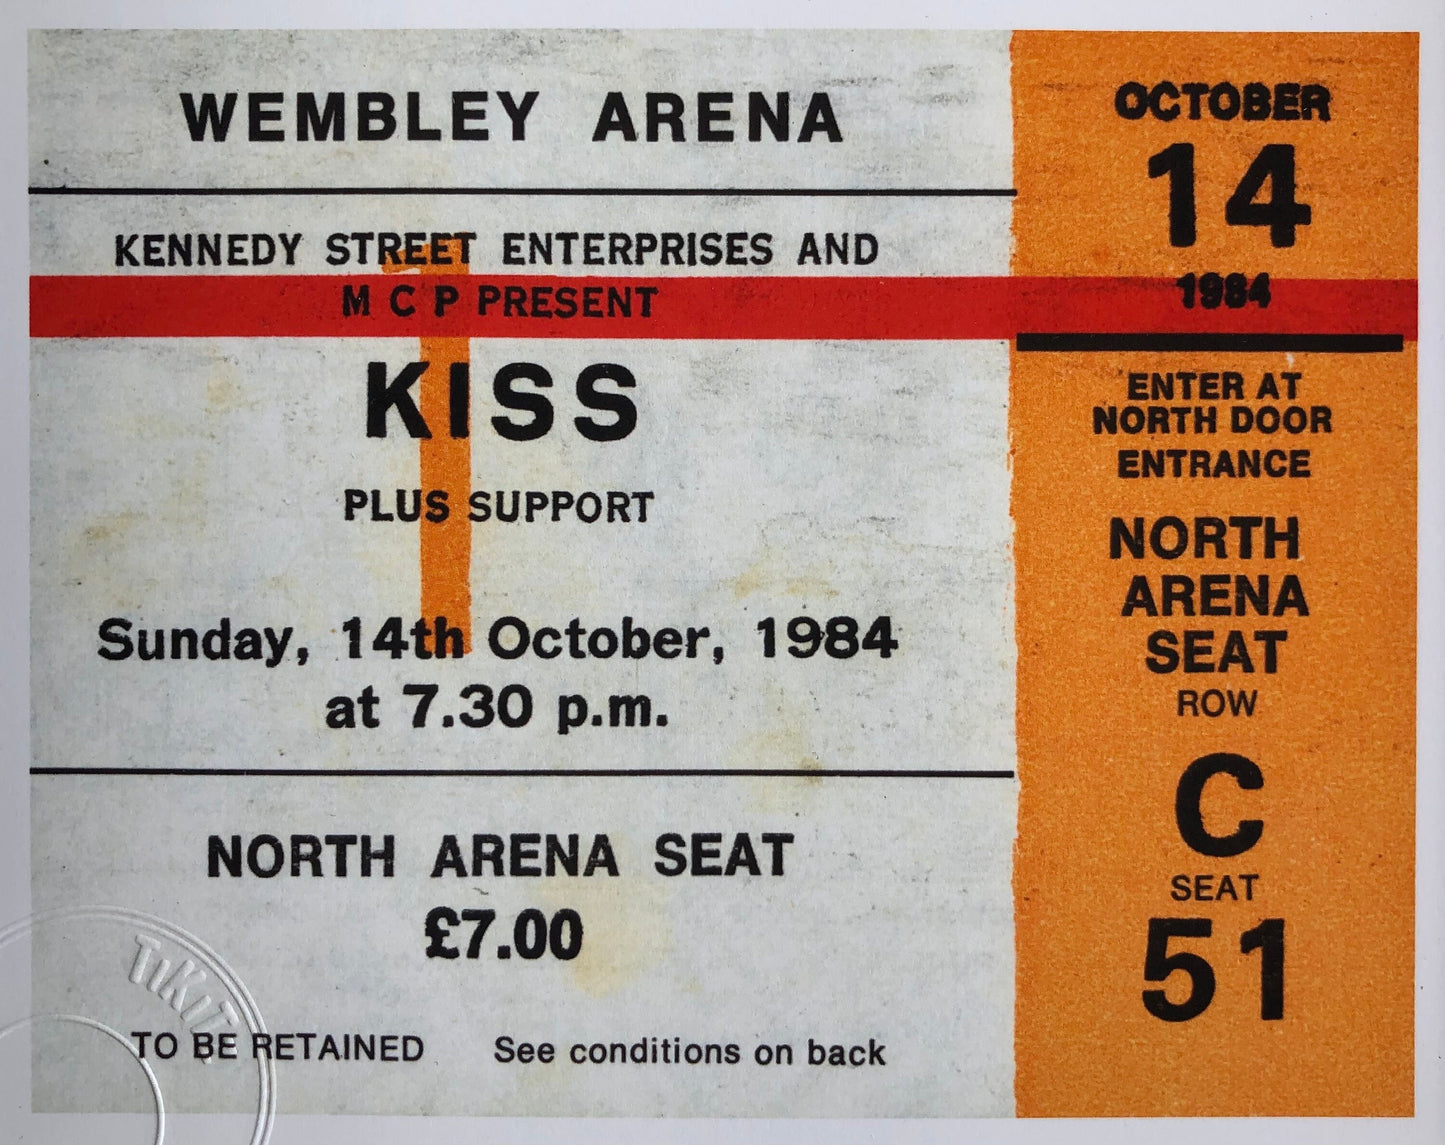 WEMBLEY ARENA
KENNEDY STREET ENTERPRISES AND
M C P PRESENT
1
KISS
PLUS SUPPORT
Sunday, 14th October, 1984
at 7.30 p.m.
NORTH ARENA SEAT
£7.00
TO BE RETAINED See conditions on back
TiKiT
OCTOBER
14
1984
ENTER AT
NORTH DOOR
ENTRANCE
NORTH
ARENA
SEAT
ROW
C
SEAT
51